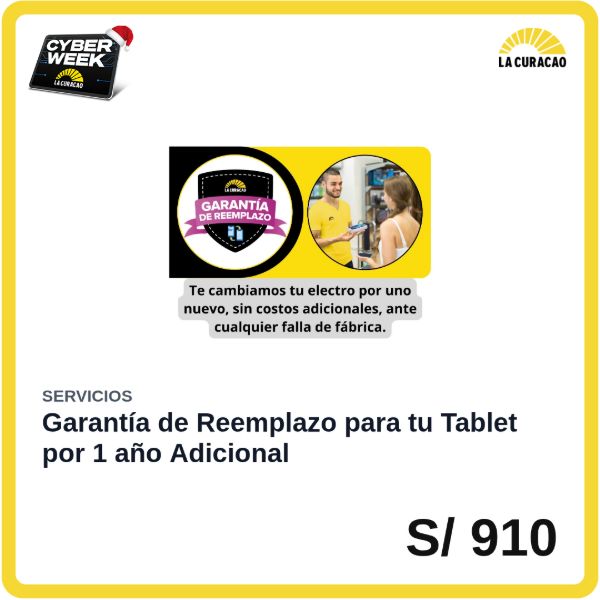 CYBER
WEEK
LA CURACAO
LA CURACAO
LA CURACAO
GARANTÍA
DE REEMPLAZO
Te cambiamos tu electro por uno
nuevo, sin costos adicionales, ante
cualquier falla de fábrica.
SERVICIOS
Garantía de Reemplazo para tu Tablet
por 1 año Adicional
S/ 910